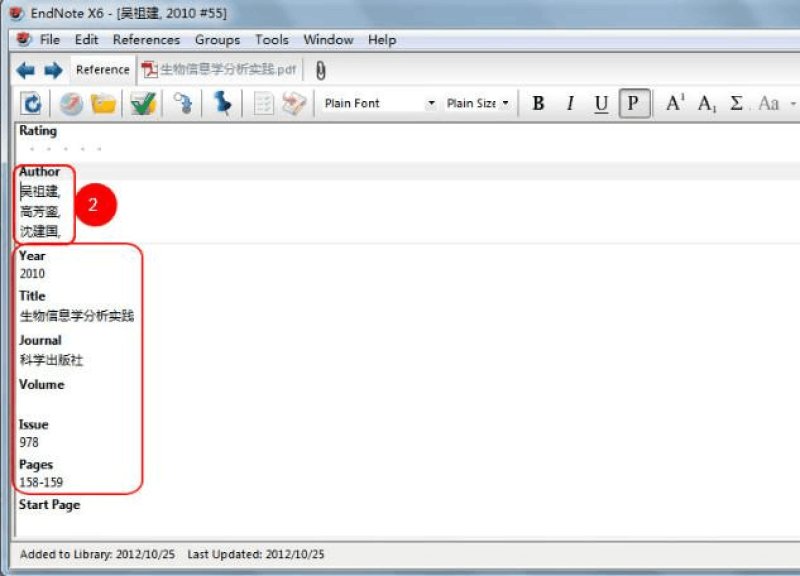 EndNote X6 - [吴祖建, 2010 #55]
File Edit References Groups Tools Window Help
Reference 生物信息学分析实践.pdf
Plain Font Plain Size B I U P A¹ A₁ Σ Aa
Rating
Author
吴祖建,
高芳銮,
沈建国,
2
Year
2010
Title
生物信息学分析实践
Journal
科学出版社
Volume
Issue
978
Pages
158-159
Start Page
Added to Library: 2012/10/25 Last Updated: 2012/10/25